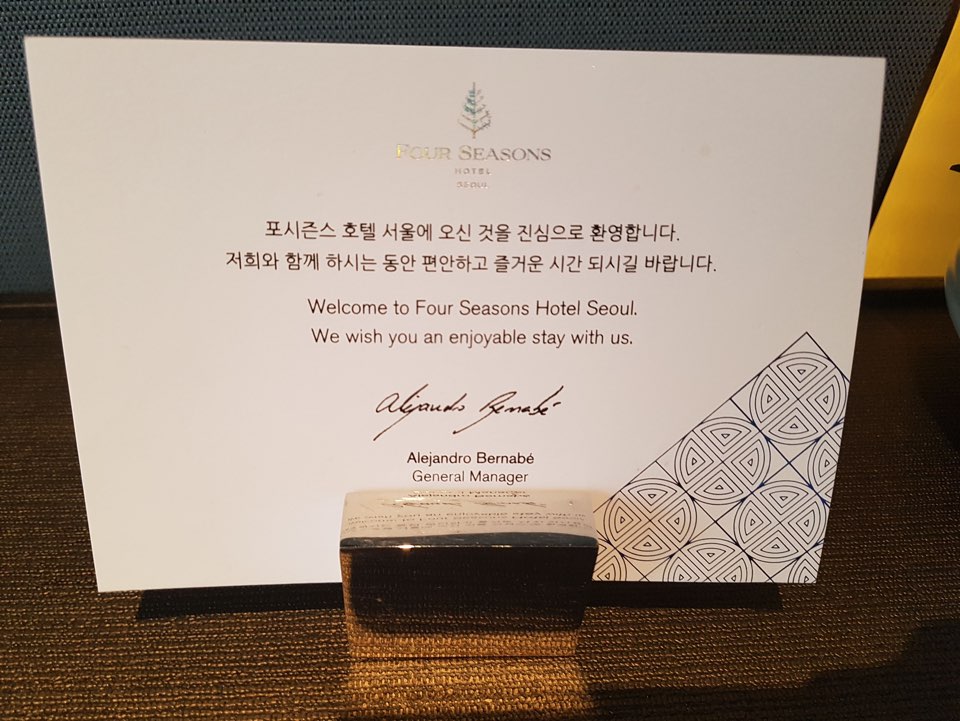 FOUR SEASONS
HOTEL
SEOUL
포시즌스 호텔 서울에 오신 것을 진심으로 환영합니다.
저희와 함께 하시는 동안 편안하고 즐거운 시간 되시길 바랍니다.
Welcome to Four Seasons Hotel Seoul.
We wish you an enjoyable stay with us.
Alejandro Bernabé
Alejandro Bernabé
General Manager